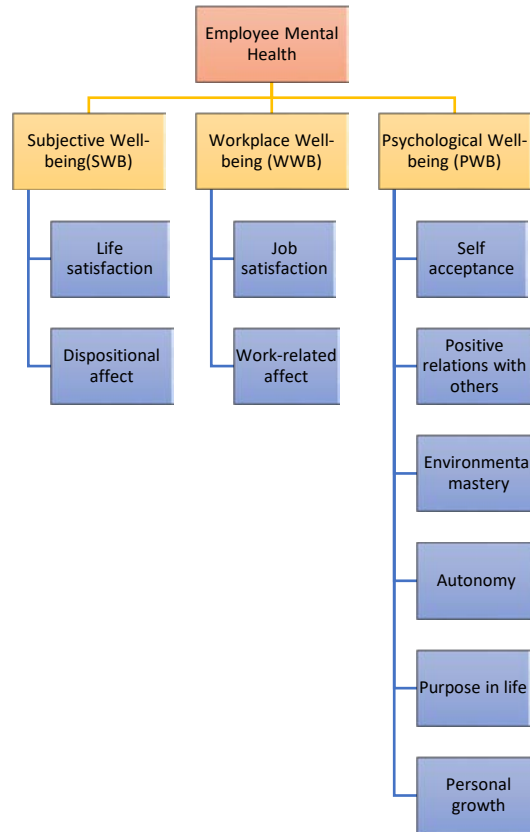 Employee Mental
Health
Subjective Well-
being(SWB)
Workplace Well-
being (WWB)
Psychological Well-
being (PWB)
Life
satisfaction
Dispositional
affect
Job
satisfaction
Work-related
affect
Self
acceptance
Positive
relations with
others
Environmenta
mastery
Autonomy
Purpose in life
Personal
growth